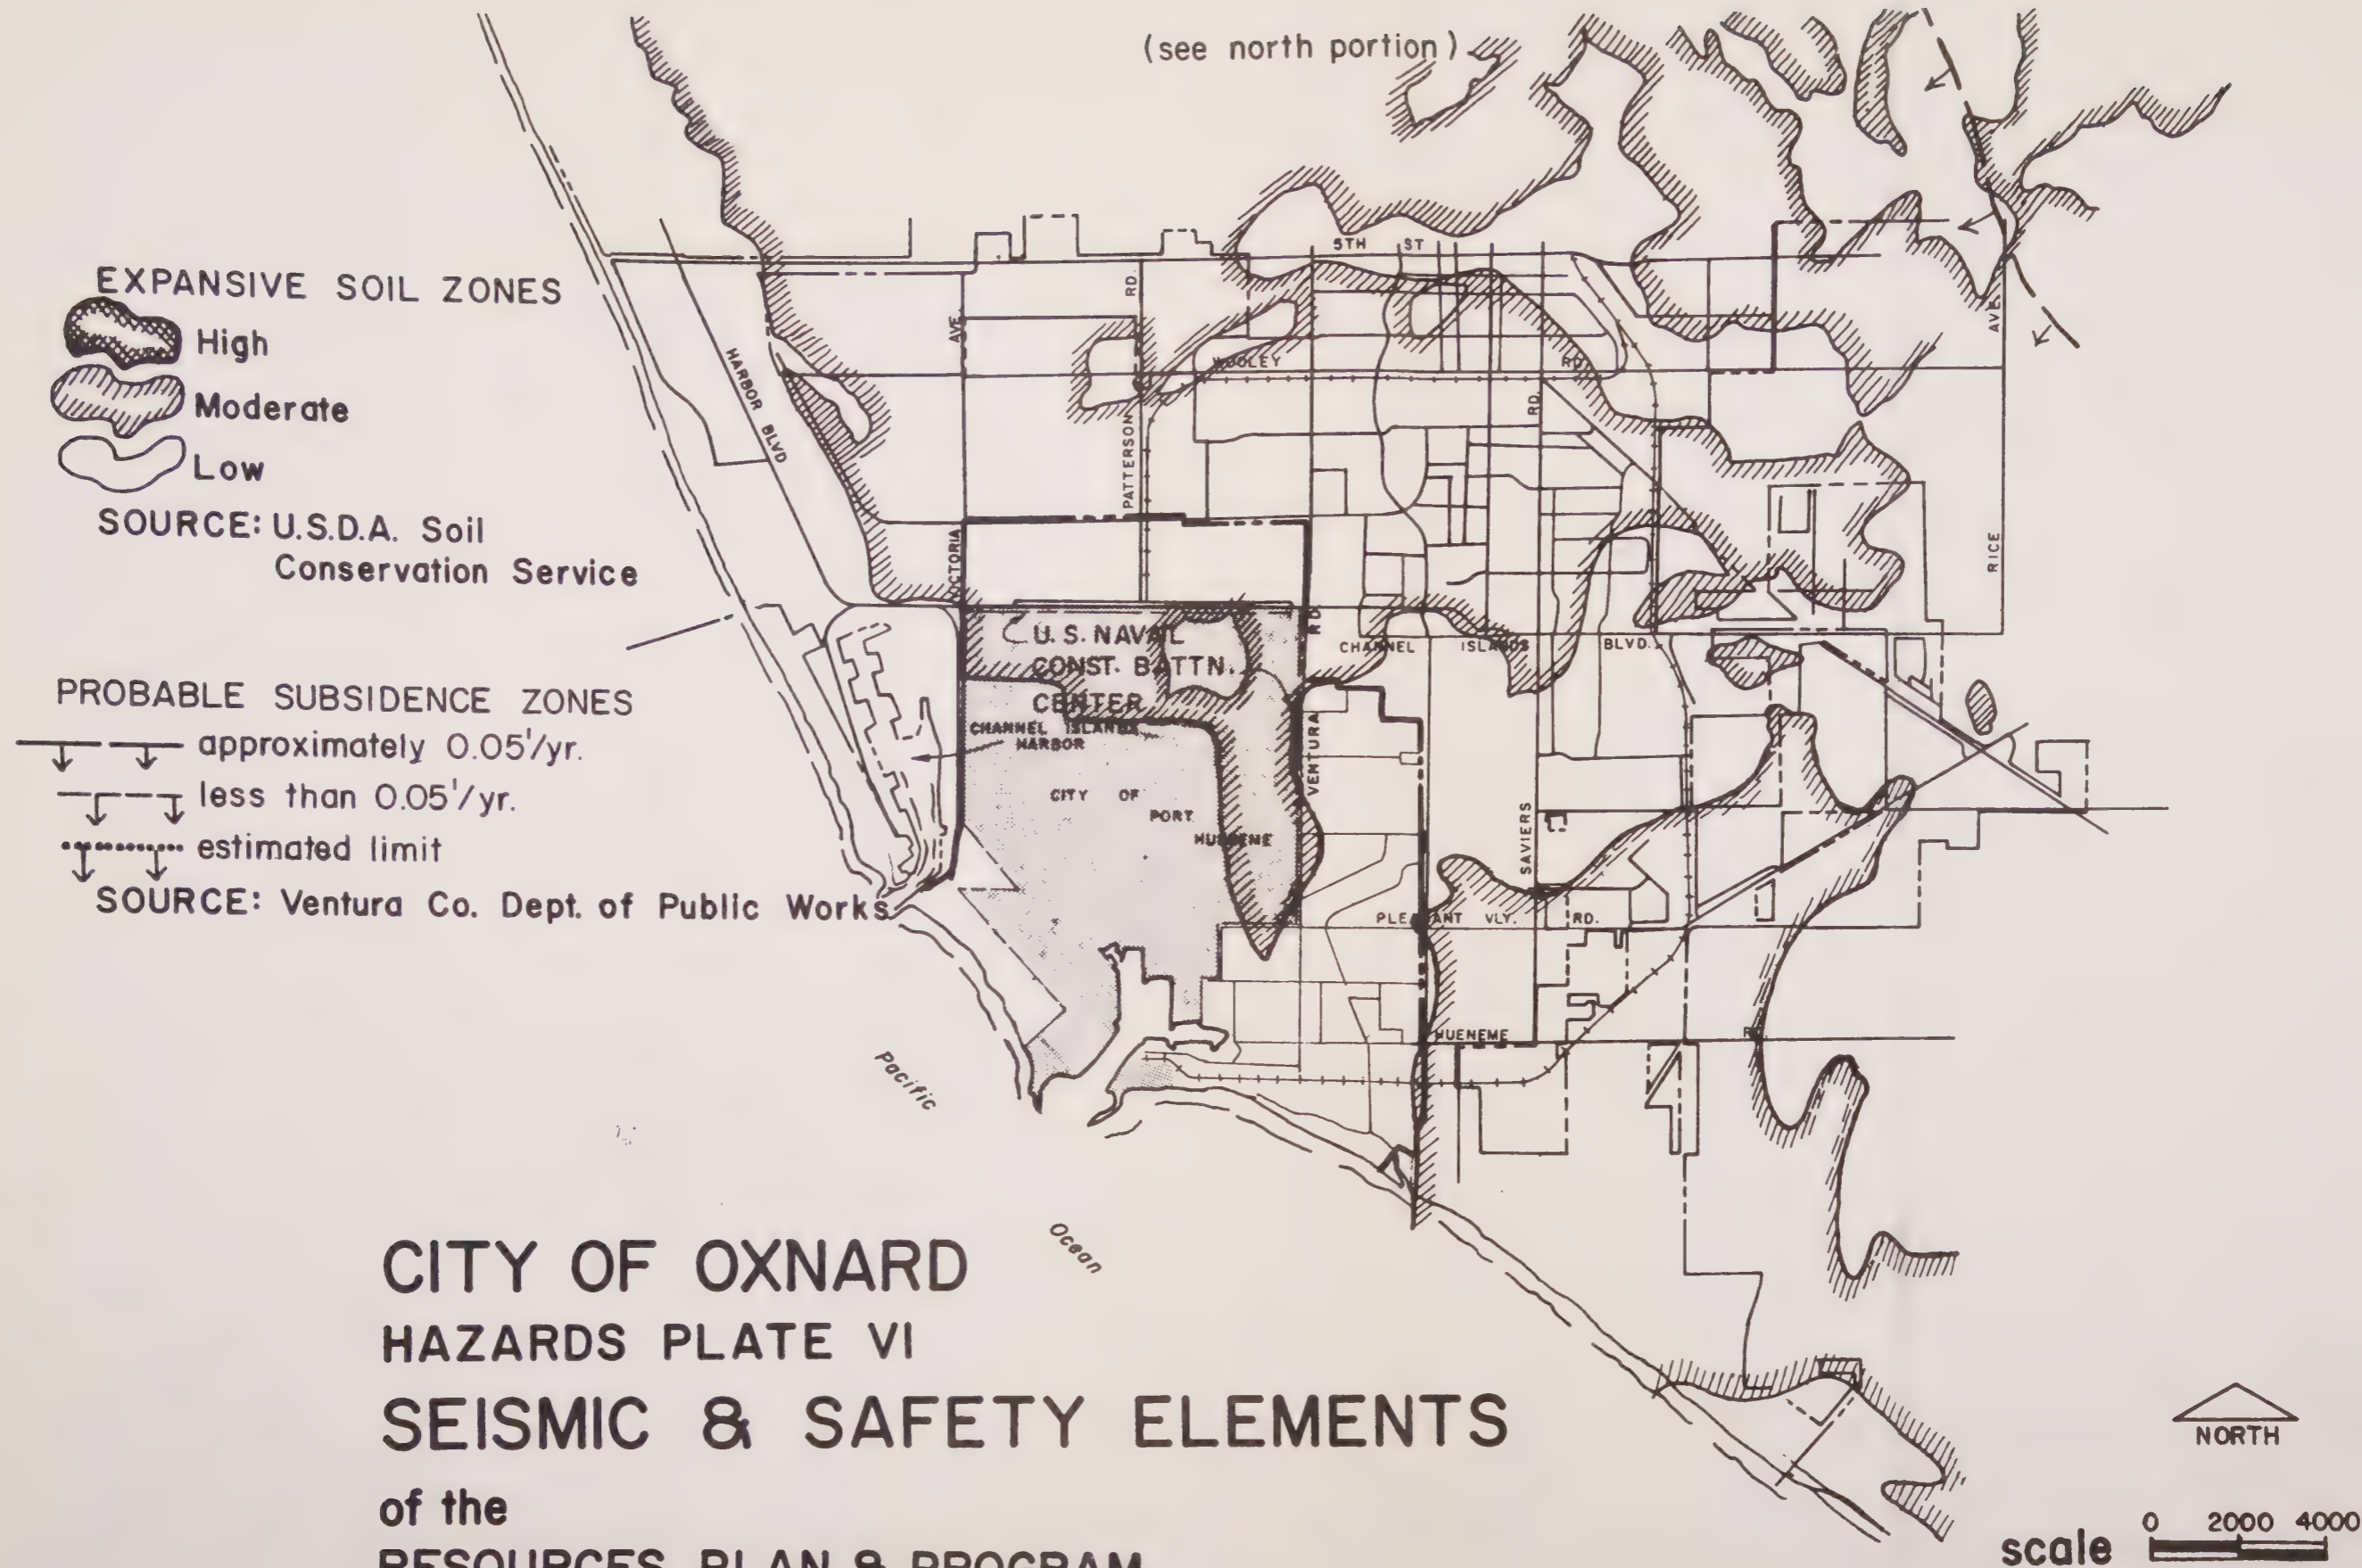 (see north portion)
EXPANSIVE SOIL ZONES
High
Moderate
Low
SOURCE: U.S.D.A. Soil
Conservation Service
PROBABLE SUBSIDENCE ZONES
approximately 0.05'/yr.
less than 0.05'/yr.
estimated limit
SOURCE: Ventura Co. Dept. of Public Works
5TH ST
HARBOR BLVD
VICTORIA AVE.
PATTERSON RD.
WOOLEY RD.
SAVIERS RD.
RICE AVE.
VENTURA RD.
CHANNEL ISLANDS BLVD.
U.S. NAVAL
CONST. BATTN.
CENTER
CHANNEL ISLANDS
HARBOR
CITY OF
PORT
HUENEME
PLEASANT VLY. RD.
HUENEME RD.
Pacific
Ocean
CITY OF OXNARD
HAZARDS PLATE VI
SEISMIC & SAFETY ELEMENTS
of the
RESOURCES PLAN & PROGRAM
NORTH
scale 0 2000 4000